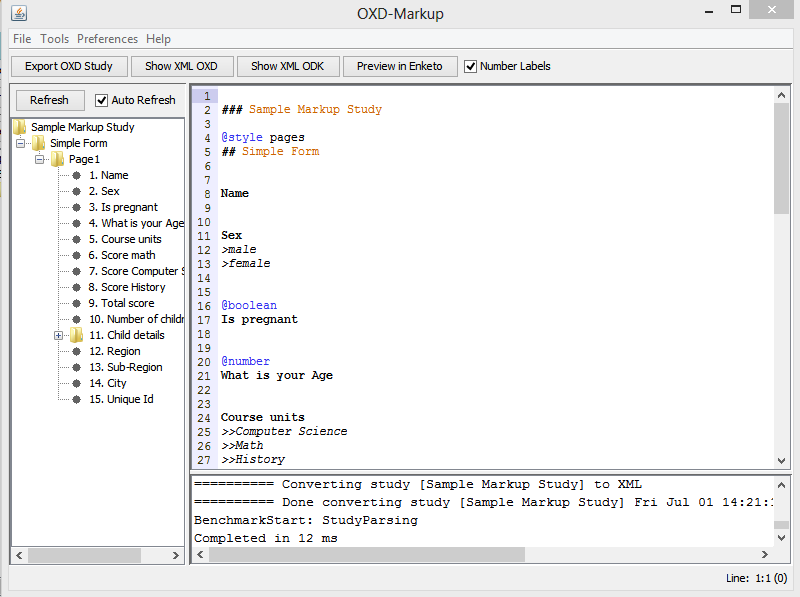 OXD-Markup
File Tools Preferences Help
Export OXD Study Show XML OXD Show XML ODK Preview in Enketo Number Labels
Refresh Auto Refresh
Sample Markup Study
Simple Form
Page1
1. Name
2. Sex
3. Is pregnant
4. What is your Age
5. Course units
6. Score math
7. Score Computer S
8. Score History
9. Total score
10. Number of childr
11. Child details
12. Region
13. Sub-Region
14. City
15. Unique Id
1
2 ### Sample Markup Study
3
4 @style pages
5 ## Simple Form
6
7
8 Name
9
10
11 Sex
12 >male
13 >female
14
15
16 @boolean
17 Is pregnant
18
19
20 @number
21 What is your Age
22
23
24 Course units
25 >>Computer Science
26 >>Math
27 >>History
========== Converting study [Sample Markup Study] to XML
========== Done converting study [Sample Markup Study] Fri Jul 01 14:21:
BenchmarkStart: StudyParsing
Completed in 12 ms
Line: 1:1 (0)